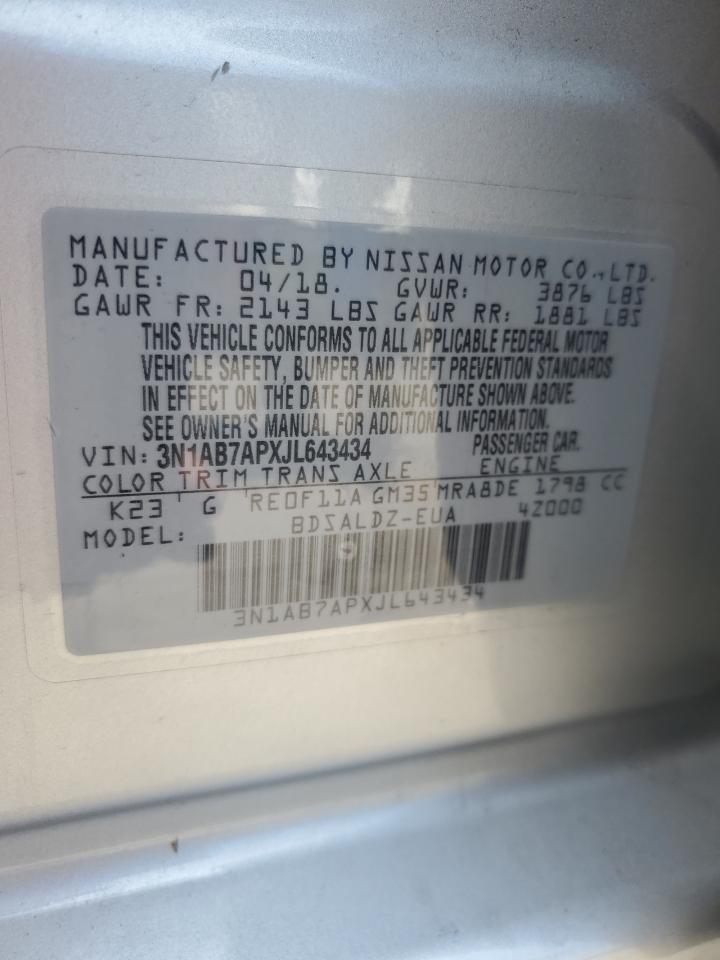 MANUFACTURED BY NISSAN MOTOR CO., LTD.
DATE: 04/18. GVWR: 3876 LBS
GAWR FR: 2143 LBS GAWR RR: 1881 LBS
THIS VEHICLE CONFORMS TO ALL APPLICABLE FEDERAL MOTOR
VEHICLE SAFETY, BUMPER AND THEFT PREVENTION STANDARDS
IN EFFECT ON THE DATE OF MANUFACTURE SHOWN ABOVE.
SEE OWNER'S MANUAL FOR ADDITIONAL INFORMATION.
VIN: 3N1AB7APXJL643434 PASSENGER CAR.
COLOR TRIM TRANS AXLE ENGINE
K23 G RE0F11A GM35 MRA8DE 1798 CC
MODEL: BDSALDZ-EUA 42000
3N1AB7APXJL643434